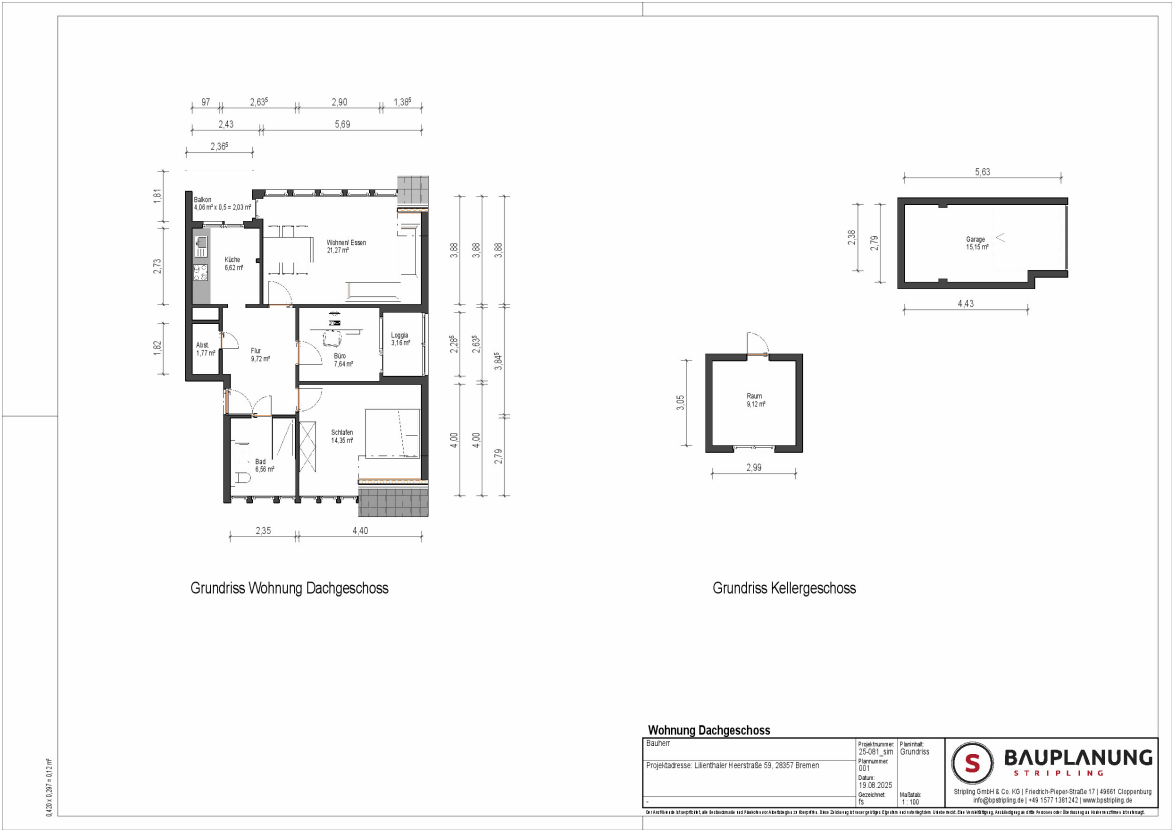 97 2,63⁵ 2,90 1,38⁵
2,43 5,69
2,36⁵
1,81
2,73
1,82
Balkon
4,06 m² x 0,5 = 2,03 m²
Küche
6,62 m²
Wohnen/ Essen
21,27 m²
Abst.
1,77 m²
Flur
9,72 m²
Büro
7,64 m²
Loggia
3,16 m²
Schlafen
14,35 m²
Bad
6,56 m²
3,88 3,88 3,88
2,28⁵ 2,63⁵ 3,84⁵
4,00 4,00 2,79
2,35 4,40
Grundriss Wohnung Dachgeschoss
5,63
2,38 2,79
Garage
15,15 m²
4,43
3,05
Raum
9,12 m²
2,99
Grundriss Kellergeschoss
0,420 x 0,297 = 0,12 m²
Wohnung Dachgeschoss
Bauherr
Projektadresse: Lilienthaler Heerstraße 59, 28357 Bremen
-
Projektnummer:
25-081_sim
Plannummer:
001
Datum:
19.08.2025
Gezeichnet:
fs
Planinhalt:
Grundriss
Maßstab:
1 : 100
S BAUPLANUNG
STRIPLING
Stripling GmbH & Co. KG | Friedrich-Pieper-Straße 17 | 49661 Cloppenburg
info@bpstripling.de | +49 1577 1381242 | www.bpstripling.de